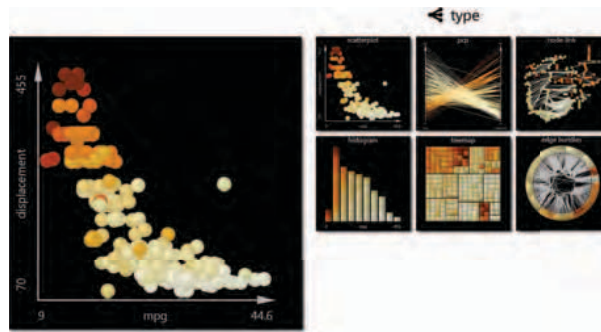 type
scatterplot
pcp
node link
455
displacement
70
9
mpg
44.6
histogram
treemap
edge bundles